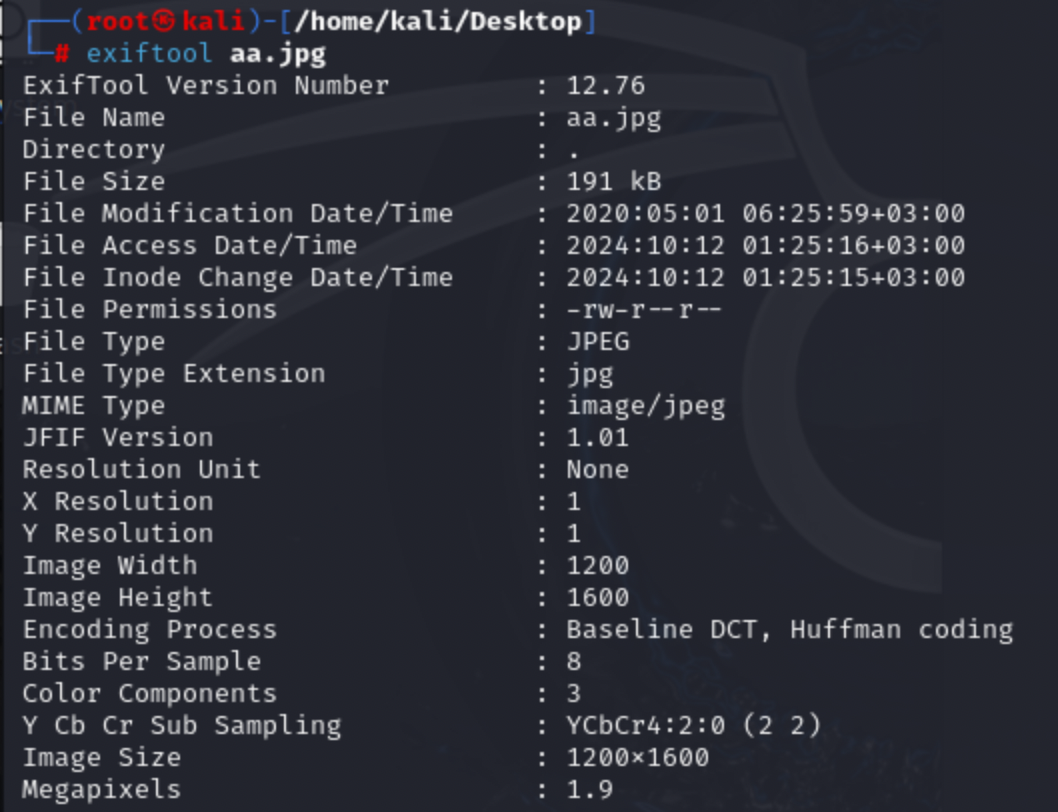 (root㉿kali)-[/home/kali/Desktop]
# exiftool aa.jpg
ExifTool Version Number : 12.76
File Name : aa.jpg
Directory : .
File Size : 191 kB
File Modification Date/Time : 2020:05:01 06:25:59+03:00
File Access Date/Time : 2024:10:12 01:25:16+03:00
File Inode Change Date/Time : 2024:10:12 01:25:15+03:00
File Permissions : -rw-r--r--
File Type : JPEG
File Type Extension : jpg
MIME Type : image/jpeg
JFIF Version : 1.01
Resolution Unit : None
X Resolution : 1
Y Resolution : 1
Image Width : 1200
Image Height : 1600
Encoding Process : Baseline DCT, Huffman coding
Bits Per Sample : 8
Color Components : 3
Y Cb Cr Sub Sampling : YCbCr4:2:0 (2 2)
Image Size : 1200×1600
Megapixels : 1.9